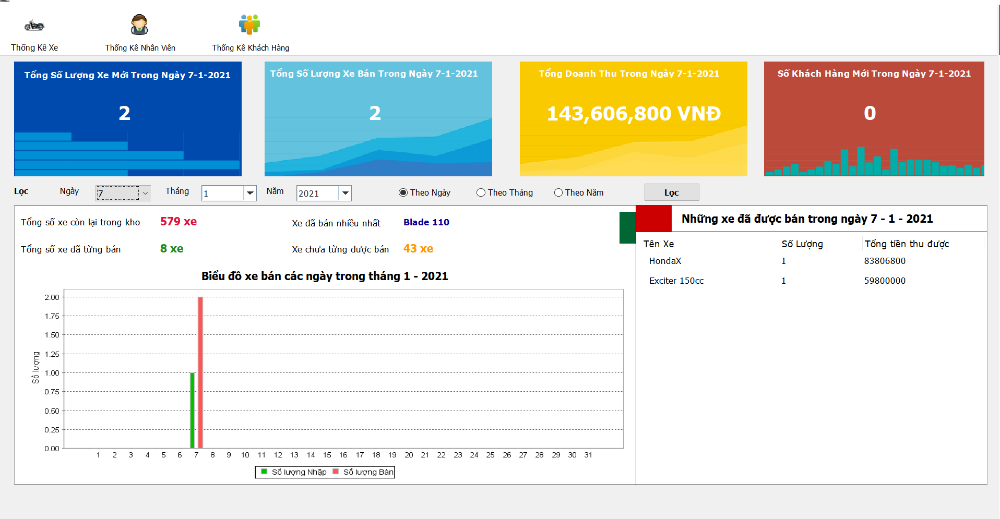 Thống Kê Xe
Thống Kê Nhân Viên
Thống Kê Khách Hàng
Tổng Số Lượng Xe Mới Trong Ngày 7-1-2021
2
Tổng Số Lượng Xe Bán Trong Ngày 7-1-2021
2
Tổng Doanh Thu Trong Ngày 7-1-2021
143,606,800 VNĐ
Số Khách Hàng Mới Trong Ngày 7-1-2021
0
Lọc Ngày 7 Tháng 1 Năm 2021 Theo Ngày Theo Tháng Theo Năm Lọc
Tổng số xe còn lại trong kho 579 xe Xe đã bán nhiều nhất Blade 110
Tổng số xe đã từng bán 8 xe Xe chưa từng được bán 43 xe
Biểu đồ xe bán các ngày trong tháng 1 - 2021
Số lượng
2.00
1.75
1.50
1.25
1.00
0.75
0.50
0.25
0.00
1 2 3 4 5 6 7 8 9 10 11 12 13 14 15 16 17 18 19 20 21 22 23 24 25 26 27 28 29 30 31
Số lượng Nhập Số lượng Bán
Những xe đã được bán trong ngày 7 - 1 - 2021
Tên Xe Số Lượng Tổng tiền thu được
HondaX 1 83806800
Exciter 150cc 1 59800000